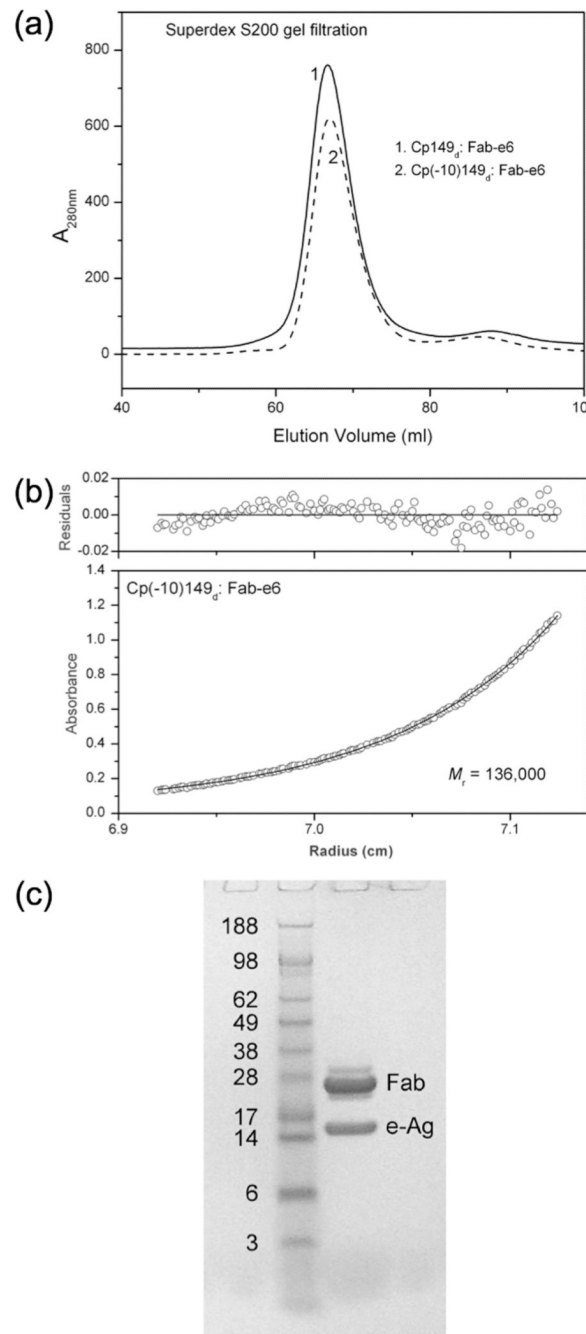 (a)
Superdex S200 gel filtration
800
600
400
200
0
A280nm
1
2
1. Cp149d: Fab-e6
2. Cp(-10)149d: Fab-e6
40
60
80
100
Elution Volume (ml)
(b)
0.02
0.00
-0.02
Residuals
1.4
1.2
1.0
0.8
0.6
0.4
0.2
0.0
Absorbance
Cp(-10)149d: Fab-e6
Mr = 136,000
6.9
7.0
7.1
Radius (cm)
(c)
188
98
62
49
38
28
Fab
17
e-Ag
14
6
3